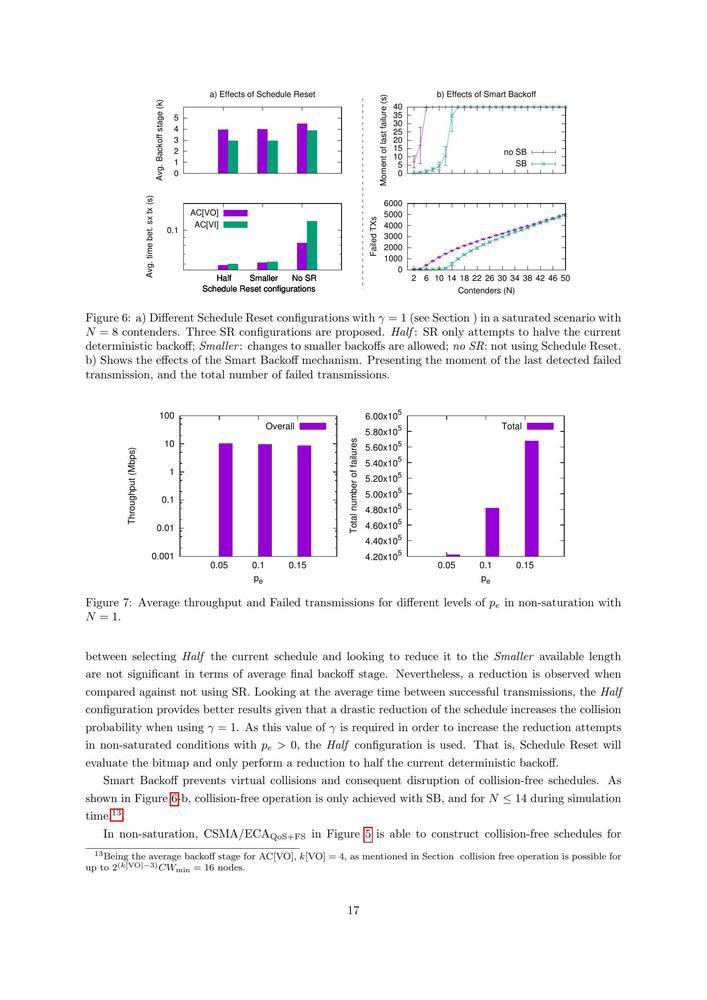 a) Effects of Schedule Reset
Avg. Backoff stage (k)
5
4
3
2
1
0
Avg. time bet. sx tx (s)
0.1
AC[VO]
AC[VI]
Half Smaller No SR
Schedule Reset configurations
b) Effects of Smart Backoff
Moment of last failure (s)
40
35
30
25
20
15
10
5
0
no SB
SB
Failed TXs
6000
5000
4000
3000
2000
1000
0
2 6 10 14 18 22 26 30 34 38 42 46 50
Contenders (N)
Figure 6: a) Different Schedule Reset configurations with γ = 1 (see Section ) in a saturated scenario with
N = 8 contenders. Three SR configurations are proposed. Half: SR only attempts to halve the current
deterministic backoff; Smaller: changes to smaller backoffs are allowed; no SR: not using Schedule Reset.
b) Shows the effects of the Smart Backoff mechanism. Presenting the moment of the last detected failed
transmission, and the total number of failed transmissions.
Throughput (Mbps)
100
10
1
0.1
0.01
0.001
Overall
0.05 0.1 0.15
pe
Total number of failures
6.00x10^5
5.80x10^5
5.60x10^5
5.40x10^5
5.20x10^5
5.00x10^5
4.80x10^5
4.60x10^5
4.40x10^5
4.20x10^5
Total
0.05 0.1 0.15
pe
Figure 7: Average throughput and Failed transmissions for different levels of pe in non-saturation with
N = 1.
between selecting Half the current schedule and looking to reduce it to the Smaller available length
are not significant in terms of average final backoff stage. Nevertheless, a reduction is observed when
compared against not using SR. Looking at the average time between successful transmissions, the Half
configuration provides better results given that a drastic reduction of the schedule increases the collision
probability when using γ = 1. As this value of γ is required in order to increase the reduction attempts
in non-saturated conditions with pe > 0, the Half configuration is used. That is, Schedule Reset will
evaluate the bitmap and only perform a reduction to half the current deterministic backoff.
Smart Backoff prevents virtual collisions and consequent disruption of collision-free schedules. As
shown in Figure 6-b, collision-free operation is only achieved with SB, and for N ≤ 14 during simulation
time.13
In non-saturation, CSMA/ECAQoS+FS in Figure 5 is able to construct collision-free schedules for
13Being the average backoff stage for AC[VO], k[VO] = 4, as mentioned in Section collision free operation is possible for
up to 2^(k[VO]−3)CWmin = 16 nodes.
17